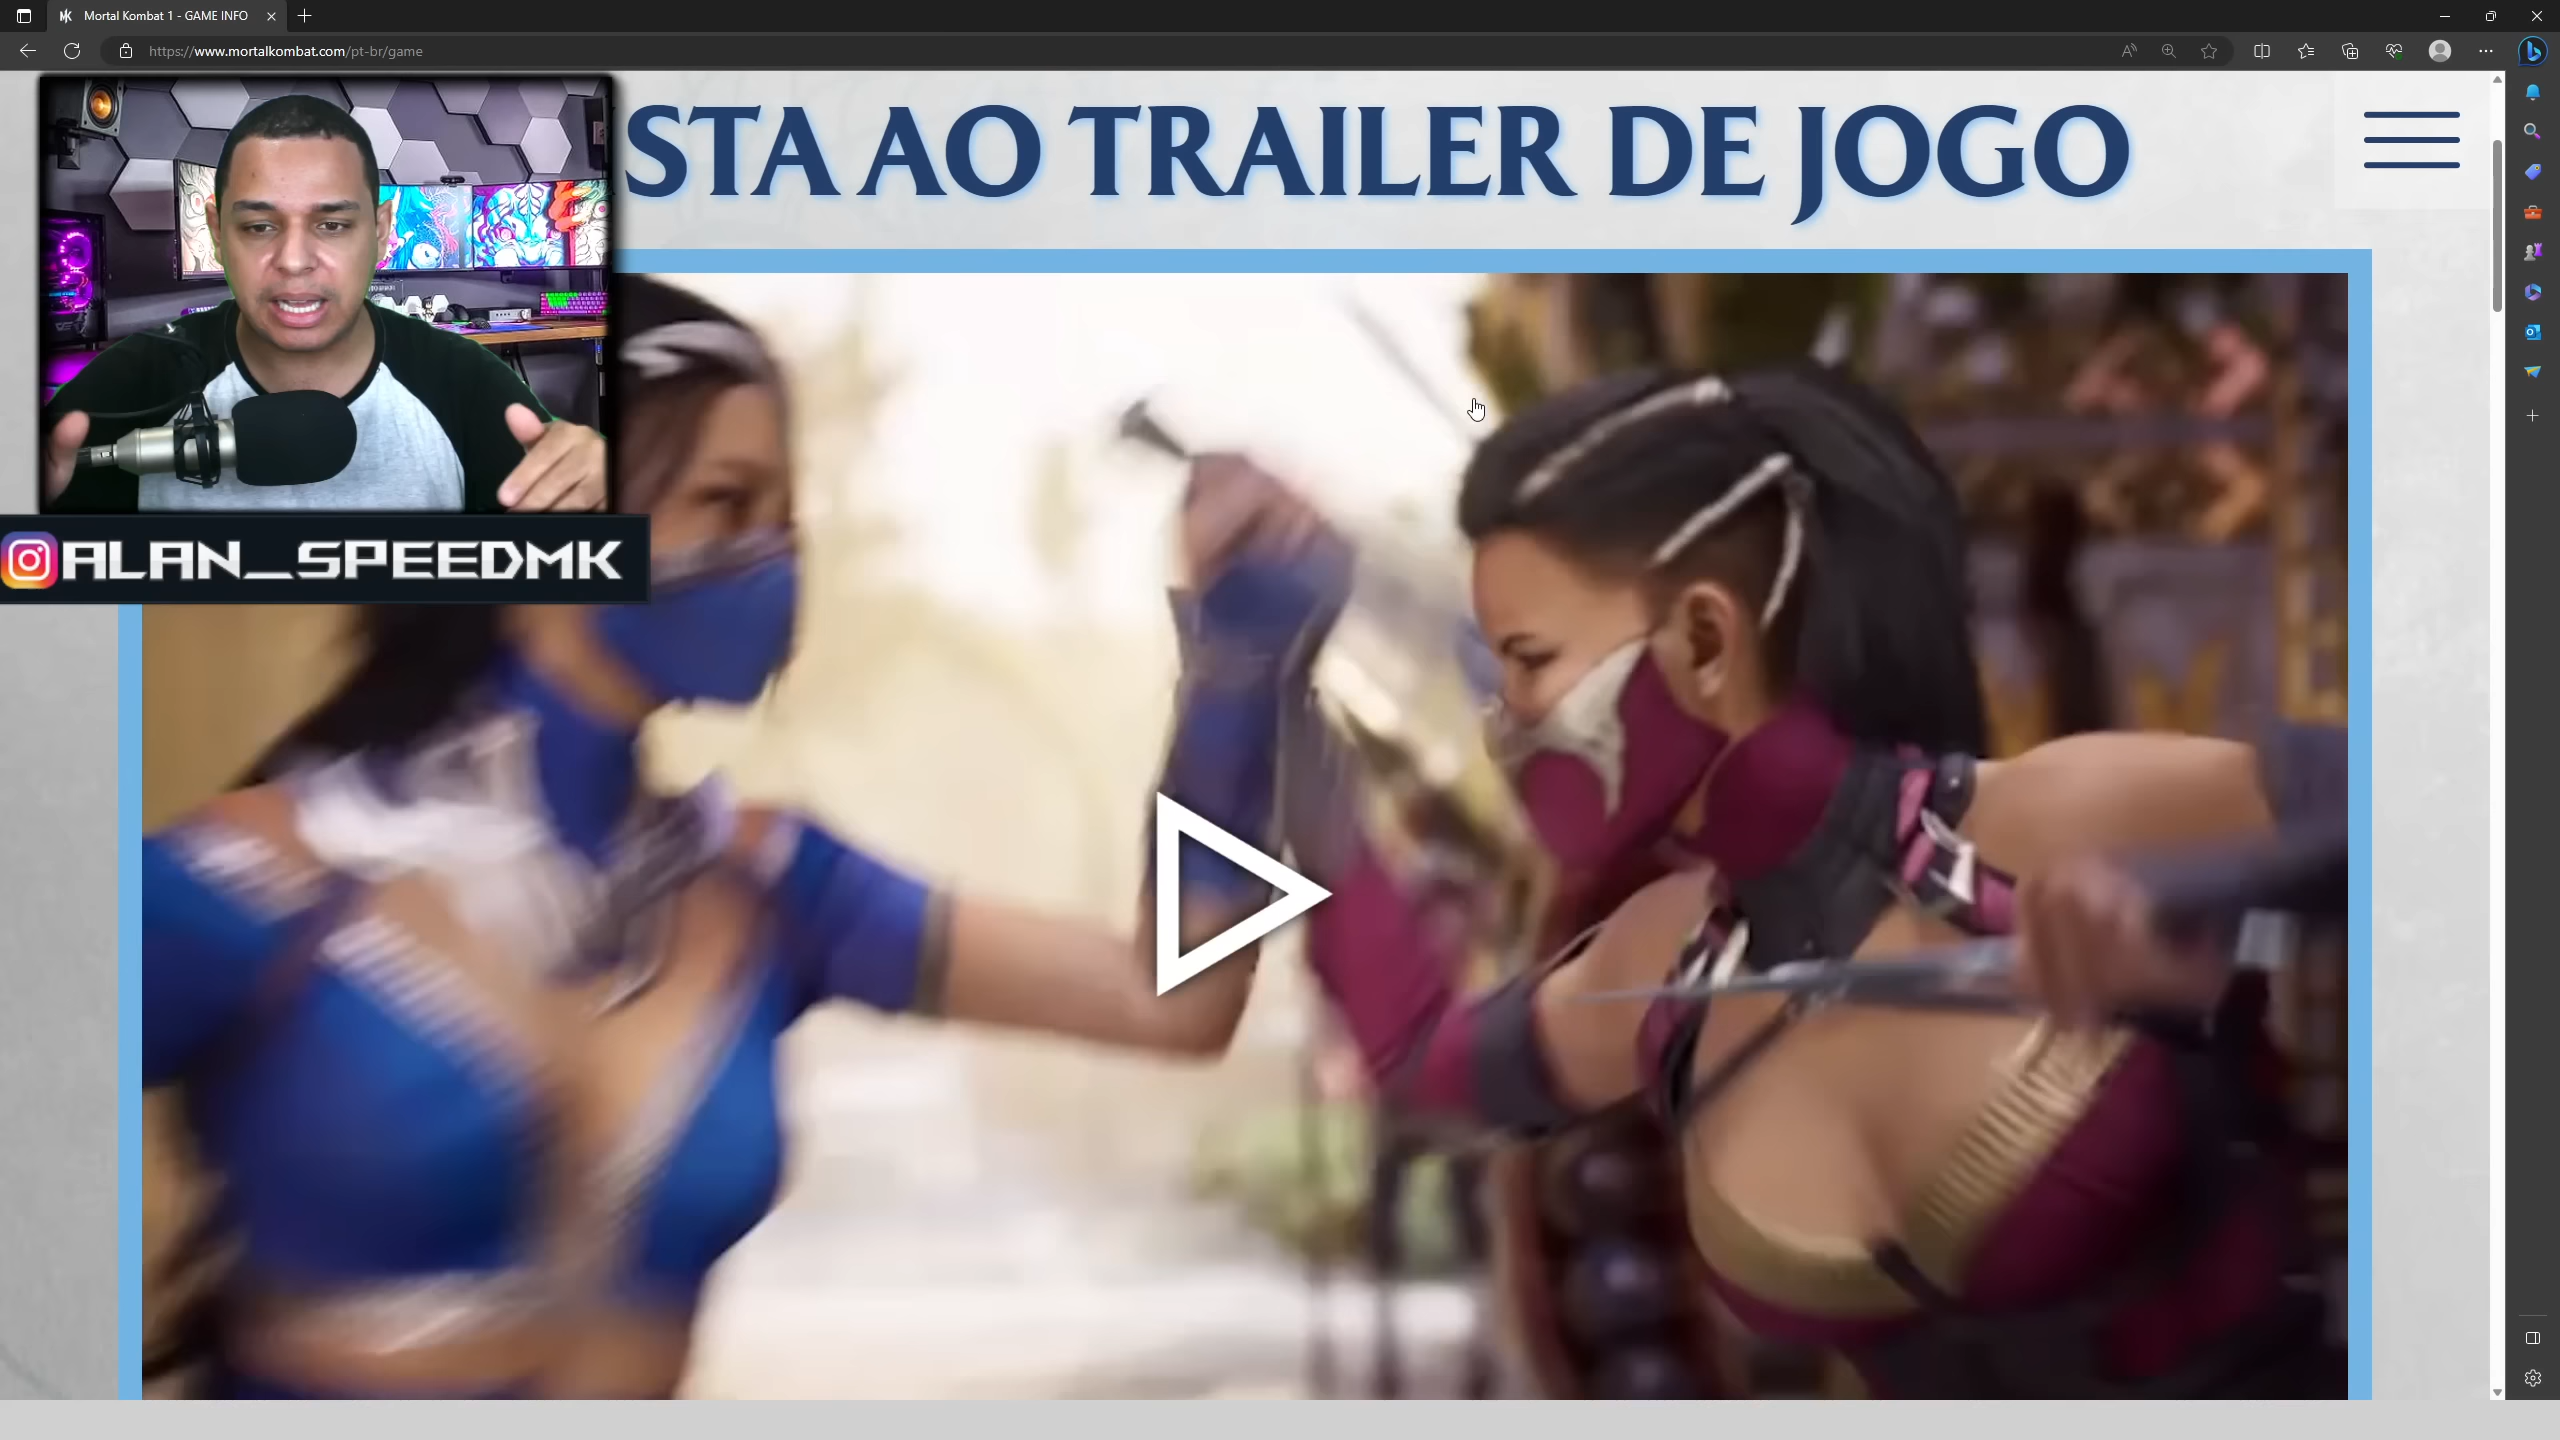 Mortal Kombat 1 - GAME INFO
https://www.mortalkombat.com/pt-br/game
STA AO TRAILER DE JOGO
ALAN_SPEEDMK